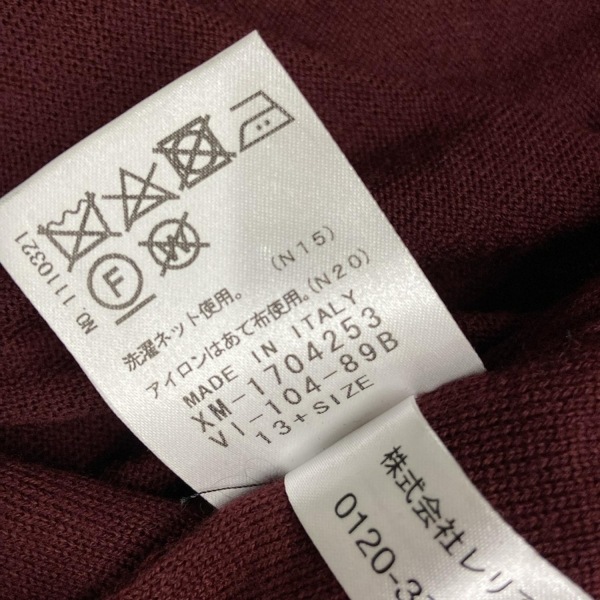 NO.1110321
F
W
洗濯ネット使用。 (N15)
アイロンはあて布使用。(N20)
MADE IN ITALY
XM-1704253
VI-104-89B
13+SIZE
株式会社レリ
0120-3